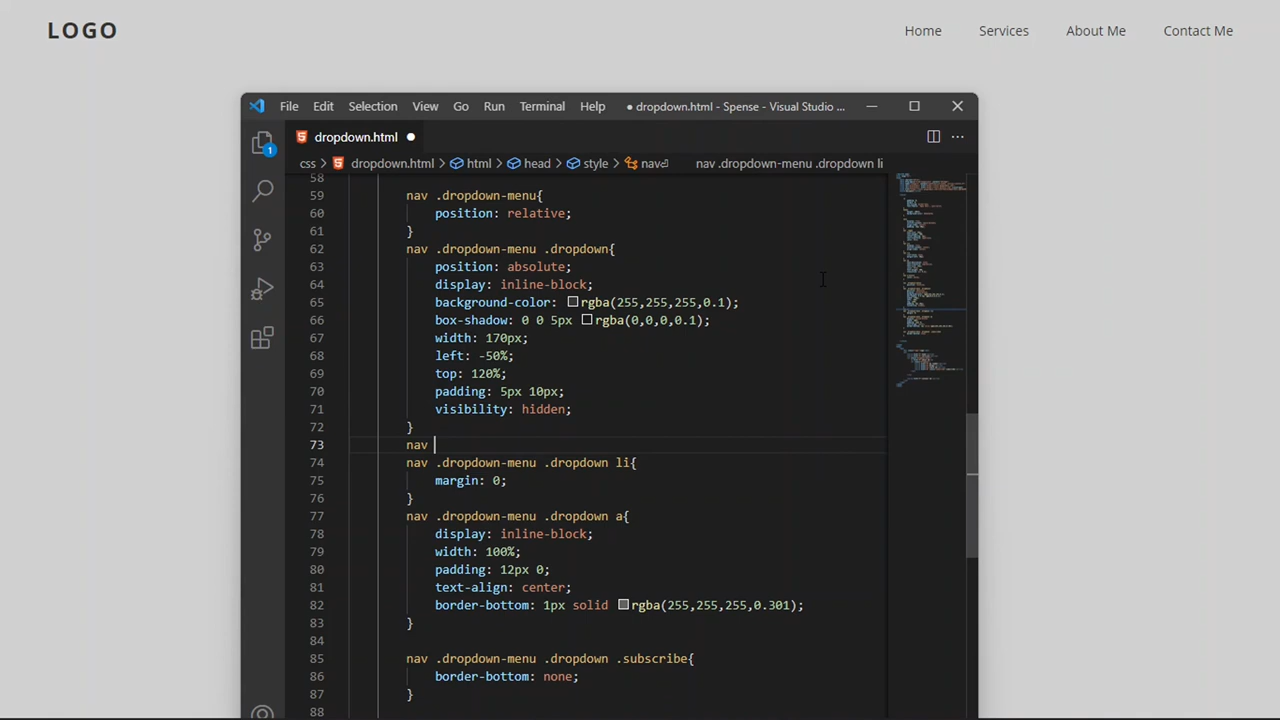 LOGO
Home Services About Me Contact Me
File Edit Selection View Go Run Terminal Help ● dropdown.html - Spense - Visual Studio ...
dropdown.html ●
1
css > dropdown.html > html > head > style > nav⏎ nav .dropdown-menu .dropdown li
58
59 nav .dropdown-menu{
60 position: relative;
61 }
62 nav .dropdown-menu .dropdown{
63 position: absolute;
64 display: inline-block;
65 background-color: rgba(255,255,255,0.1);
66 box-shadow: 0 0 5px rgba(0,0,0,0.1);
67 width: 170px;
68 left: -50%;
69 top: 120%;
70 padding: 5px 10px;
71 visibility: hidden;
72 }
73 nav
74 nav .dropdown-menu .dropdown li{
75 margin: 0;
76 }
77 nav .dropdown-menu .dropdown a{
78 display: inline-block;
79 width: 100%;
80 padding: 12px 0;
81 text-align: center;
82 border-bottom: 1px solid rgba(255,255,255,0.301);
83 }
84
85 nav .dropdown-menu .dropdown .subscribe{
86 border-bottom: none;
87 }
88